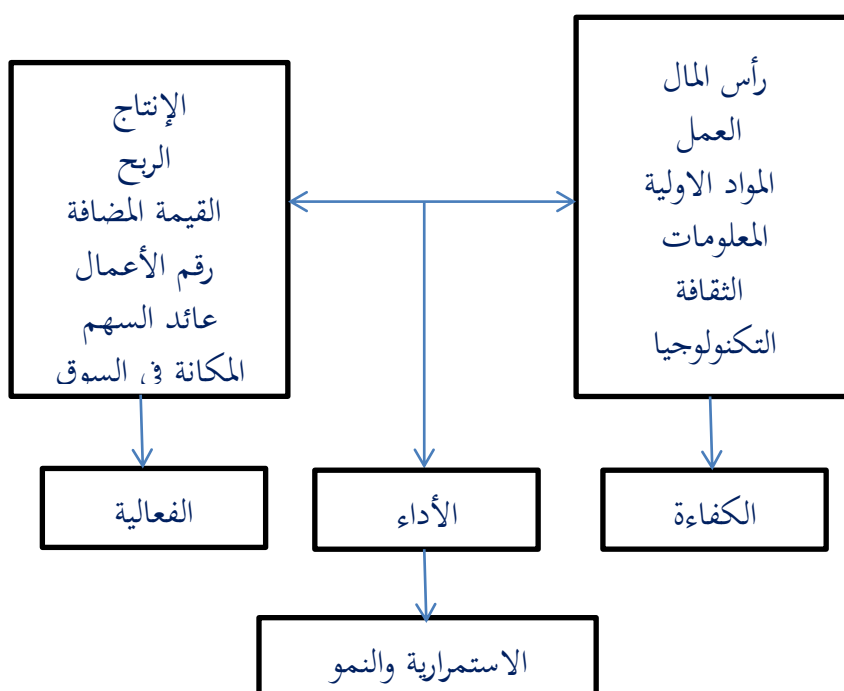 رأس المال
العمل
المواد الاولية
المعلومات
الثقافة
التكنولوجيا
الإنتاج
الربح
القيمة المضافة
رقم الأعمال
عائد السهم
المكانة في السوق
الكفاءة
الأداء
الفعالية
الاستمرارية والنمو